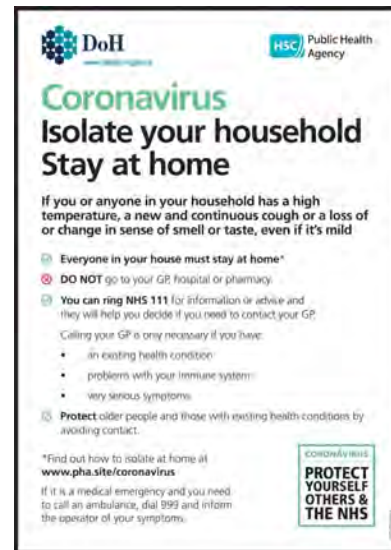 DoH
HSC Public Health
Agency
Coronavirus
Isolate your household
Stay at home
If you or anyone in your household has a high
temperature, a new and continuous cough or a loss of
or change in sense of smell or taste, even if it's mild
Everyone in your house must stay at home*
DO NOT go to your GP, hospital or pharmacy.
You can ring NHS 111 for information or advice and
they will help you decide if you need to contact your GP.
Calling your GP is only necessary if you have:
• an existing health condition
• problems with your immune system
• very serious symptoms
Protect older people and those with existing health conditions by
avoiding contact.
*Find out how to isolate at home at
www.pha.site/coronavirus
If it is a medical emergency and you need
to call an ambulance, dial 999 and inform
the operator of your symptoms.
CORONAVIRUS
PROTECT
YOURSELF
OTHERS &
THE NHS